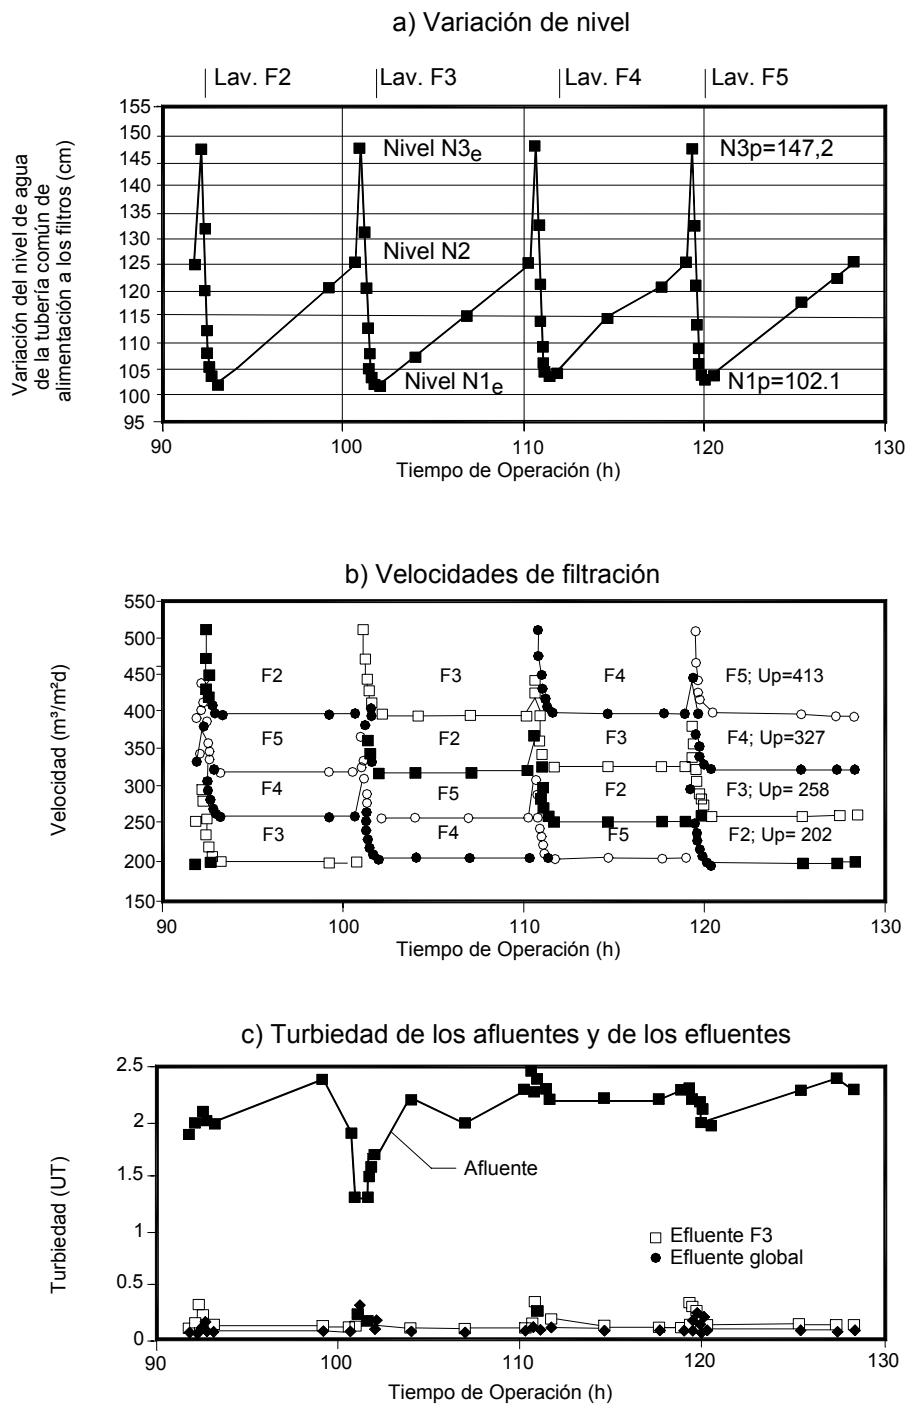 a) Variación de nivel
Lav. F2 Lav. F3 Lav. F4 Lav. F5
Variación del nivel de agua
de la tubería común de
alimentación a los filtros (cm)
155
150
145
140
135
130
125
120
115
110
105
100
95
Nivel N3e
N3p=147,2
Nivel N2
Nivel N1e
N1p=102.1
90 100 110 120 130
Tiempo de Operación (h)
b) Velocidades de filtración
Velocidad (m³/m²d)
550
500
450
400
350
300
250
200
150
F2 F3 F4 F5; Up=413
F5 F2 F3 F4; Up=327
F4 F5 F2 F3; Up= 258
F3 F4 F5 F2; Up= 202
90 100 110 120 130
Tiempo de Operación (h)
c) Turbiedad de los afluentes y de los efluentes
Turbiedad (UT)
2.5
2
1.5
1
0.5
0
Afluente
Efluente F3
Efluente global
90 100 110 120 130
Tiempo de Operación (h)